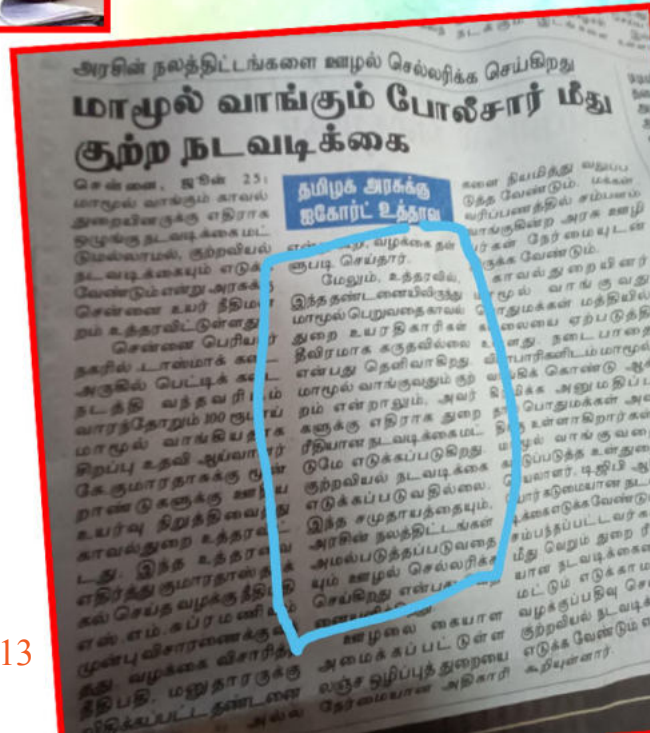 அரசின் நலத்திட்டங்களை ஊழல் செல்லரிக்க செய்கிறது
மாமூல் வாங்கும் போலீசார் மீது
குற்ற நடவடிக்கை
சென்னை, ஜூன் 25:
மாமூல் வாங்கும் காவல்
துறையினருக்கு எதிராக
ஒழுங்கு நடவடிக்கை மட்
டுமல்லாமல், குற்றவியல்
நடவடிக்கையும் எடுக்க
வேண்டும் என்று அரசுக்கு
சென்னை உயர் நீதிமன்
றம் உத்தரவிட்டுள்ளது.
சென்னை பெரியார்
நகரில் டாஸ்மாக் கடை
அருகில் பெட்டிக் கடை
நடத்தி வந்தவரிடம்
வாரந்தோறும் 100 ரூபாய்
மாமூல் வாங்கியதாக
சிறப்பு உதவி ஆய்வாளர்
கே.குமாரதாசுக்கு மூன்
றாண்டுகளுக்கு ஊதிய
உயர்வு நிறுத்திவைத்து
காவல்துறை உத்தரவிட்
டது. இந்த உத்தரவை
எதிர்த்து குமாரதாஸ் தாக்
கல் செய்த வழக்கு நீதிபதி
எஸ்.எம்.சுப்ரமணியம்
முன்பு விசாரணைக்கு வ
ந்தது. வழக்கை விசாரித்த
நீதிபதி, மனுதாரருக்கு
விதிக்கப்பட்ட தண்டனை
அல்ல
தமிழக அரசுக்கு
ஐகோர்ட் உத்தரவு
என்று கூறி, வழக்கை தள்
ளுபடி செய்தார்.
மேலும், உத்தரவில்,
இந்த தண்டனையிலிருந்து
மாமூல் பெறுவதை காவல்
துறை உயரதிகாரிகள்
தீவிரமாக கருதவில்லை
என்பது தெளிவாகிறது.
மாமூல் வாங்குவதும் குற்
றம் என்றாலும், அவர்
களுக்கு எதிராக துறை
ரீதியான நடவடிக்கை மட்
டுமே எடுக்கப்படுகிறது.
குற்றவியல் நடவடிக்கை
எடுக்கப்படுவதில்லை.
இந்த சமுதாயத்தையும்,
அரசின் நலத்திட்டங்கள்
அமல்படுத்தப்படுவதை
யும் ஊழல் செல்லரிக்க
செய்கிறது என்பது
ஊழலை கையாள
அமைக்கப்பட்டுள்ள
லஞ்ச ஒழிப்புத் துறையை
நேர்மையான அதிகாரி
களை நியமித்து வலுப்ப
டுத்த வேண்டும். மக்கள்
வரிப்பணத்தில் சம்பளம்
வாங்குகின்ற அரசு ஊழி
யர்கள் நேர்மையுடன்
இருக்க வேண்டும்.
காவல்துறையினர்
மாமூல் வாங்குவது
பொதுமக்கள் மத்தியில்
கவலையை ஏற்படுத்தி
உள்ளது. நடைபாதை
வியாபாரிகளிடம் மாமூல்
வாங்கிக் கொண்டு ஆக்
கிரமிக்க அனுமதிப்ப
தால் பொதுமக்கள் அவ
திக்கு உள்ளாகிறார்கள்.
மாமூல் வாங்குவதை
கட்டுப்படுத்த உள்துறை
செயலாளர், டி.ஜி.பி ஆ
கியோர் கடுமையான நட
வடிக்கை எடுக்க வேண்டு
சம்பந்தப்பட்டவர்க
மீது வெறும் துறை ரீ
யான நடவடிக்கை
மட்டும் எடுக்காம
வழக்குப்பதிவு செ
குற்றவியல் நடவடிக்
எடுக்க வேண்டும் எ
கூறியுள்ளார்.
13